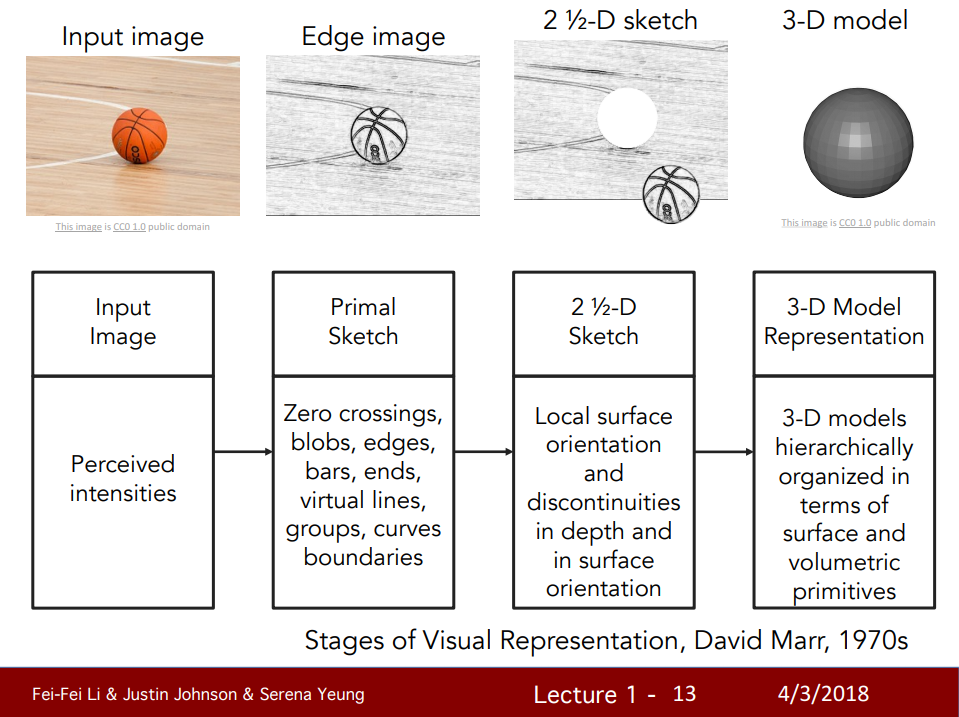 Input image
Edge image
2 ½-D sketch
3-D model
This image is CC0 1.0 public domain
This image is CC0 1.0 public domain
Input
Image
Perceived
intensities
Primal
Sketch
Zero crossings,
blobs, edges,
bars, ends,
virtual lines,
groups, curves
boundaries
2 ½-D
Sketch
Local surface
orientation
and
discontinuities
in depth and
in surface
orientation
3-D Model
Representation
3-D models
hierarchically
organized in
terms of
surface and
volumetric
primitives
Stages of Visual Representation, David Marr, 1970s
Fei-Fei Li & Justin Johnson & Serena Yeung
Lecture 1 - 13
4/3/2018